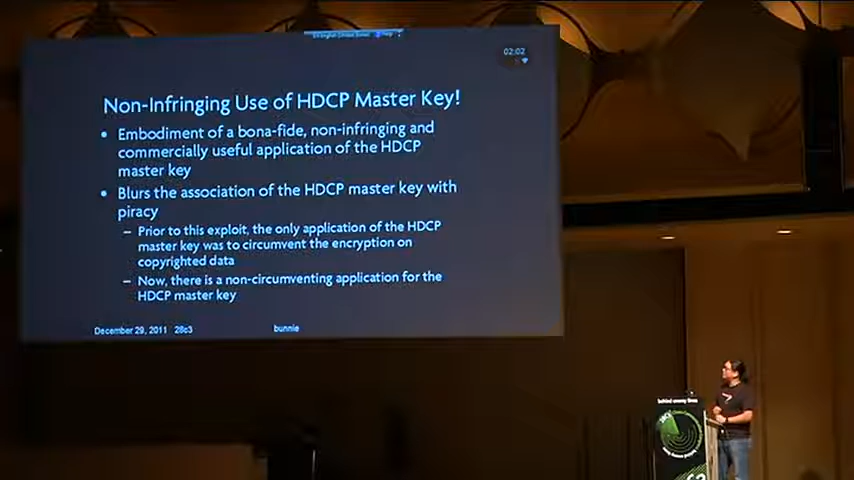 02:02
Non-Infringing Use of HDCP Master Key!
• Embodiment of a bona-fide, non-infringing and
commercially useful application of the HDCP
master key
• Blurs the association of the HDCP master key with
piracy
– Prior to this exploit, the only application of the HDCP
master key was to circumvent the encryption on
copyrighted data
– Now, there is a non-circumventing application for the
HDCP master key
December 29, 2011 28c3
bunnie
behind enemy lines